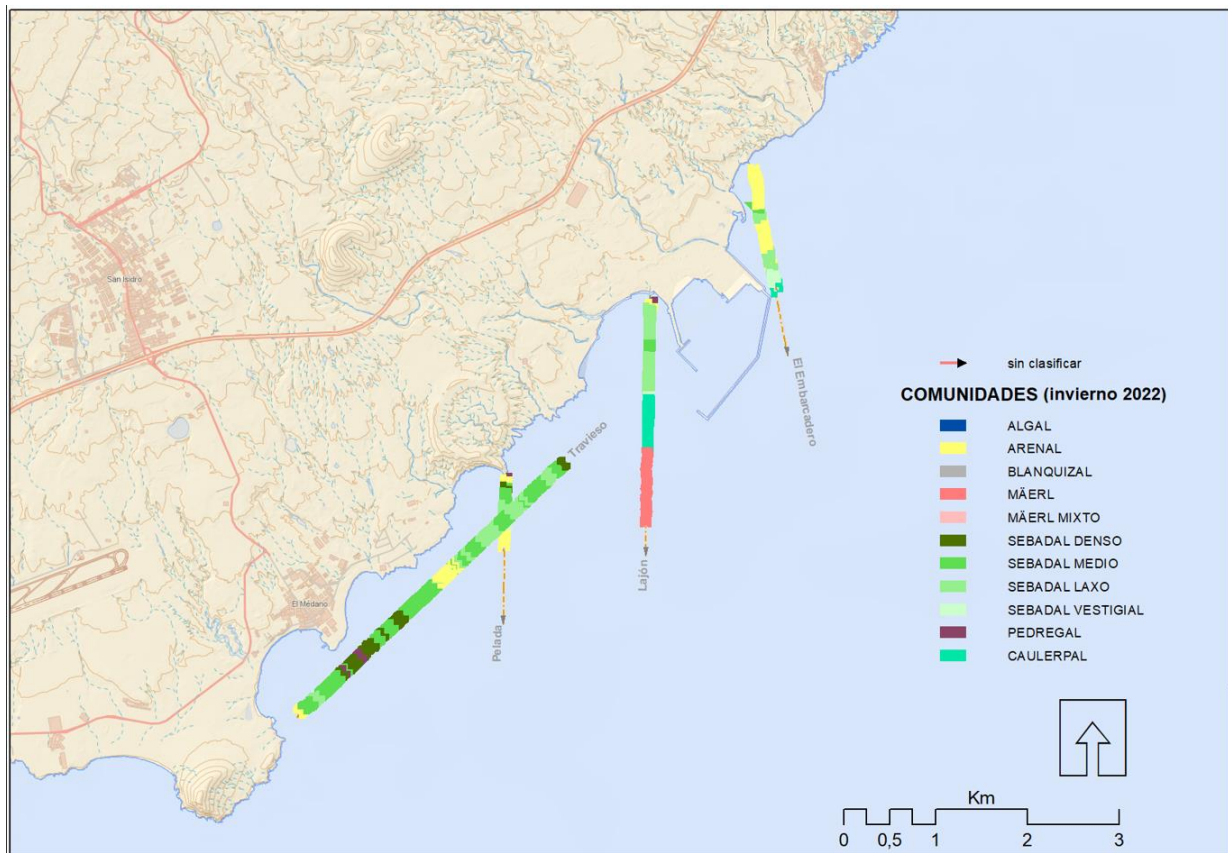 San Isidro
El Médano
Travieso
Pelada
Lajón
El Embarcadero
sin clasificar
COMUNIDADES (invierno 2022)
ALGAL
ARENAL
BLANQUIZAL
MÄERL
MÄERL MIXTO
SEBADAL DENSO
SEBADAL MEDIO
SEBADAL LAXO
SEBADAL VESTIGIAL
PEDREGAL
CAULERPAL
Km
0 0,5 1 2 3